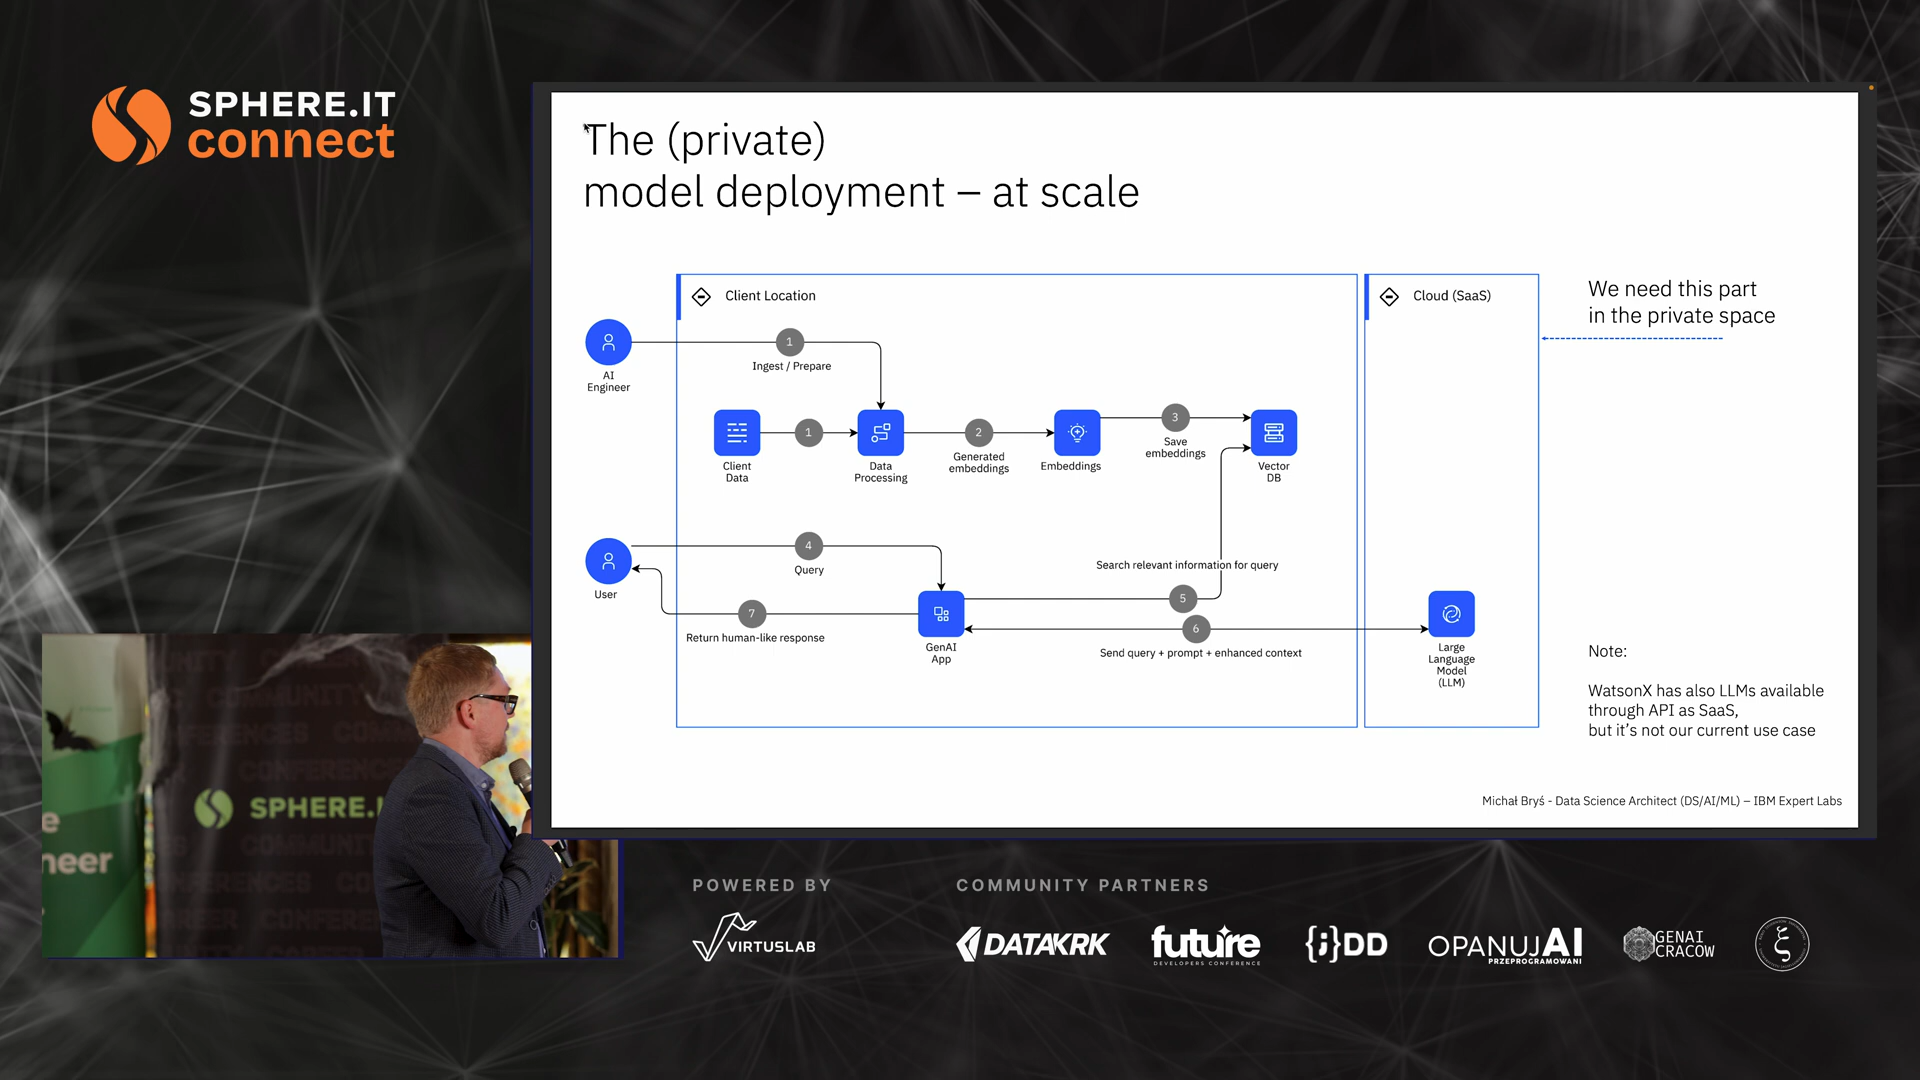 SPHERE.IT
connect
The (private)
model deployment – at scale
Client Location
Cloud (SaaS)
We need this part
in the private space
1
Ingest / Prepare
AI
Engineer
1
2
3
Save
embeddings
Generated
embeddings
Client
Data
Data
Processing
Embeddings
Vector
DB
4
Query
Search relevant information for query
User
5
7
6
Return human-like response
GenAI
App
Send query + prompt + enhanced context
Large
Language
Model
(LLM)
Note:
WatsonX has also LLMs available
through API as SaaS,
but it's not our current use case
Michał Bryś - Data Science Architect (DS/AI/ML) – IBM Expert Labs
SPHERE.I
neer
POWERED BY
VIRTUSLAB
COMMUNITY PARTNERS
DATAKRK
future
DEVELOPERS CONFERENCE
{;}DD
OPANUJAI
PRZEPROGRAMOWANI
GENAI
CRACOW